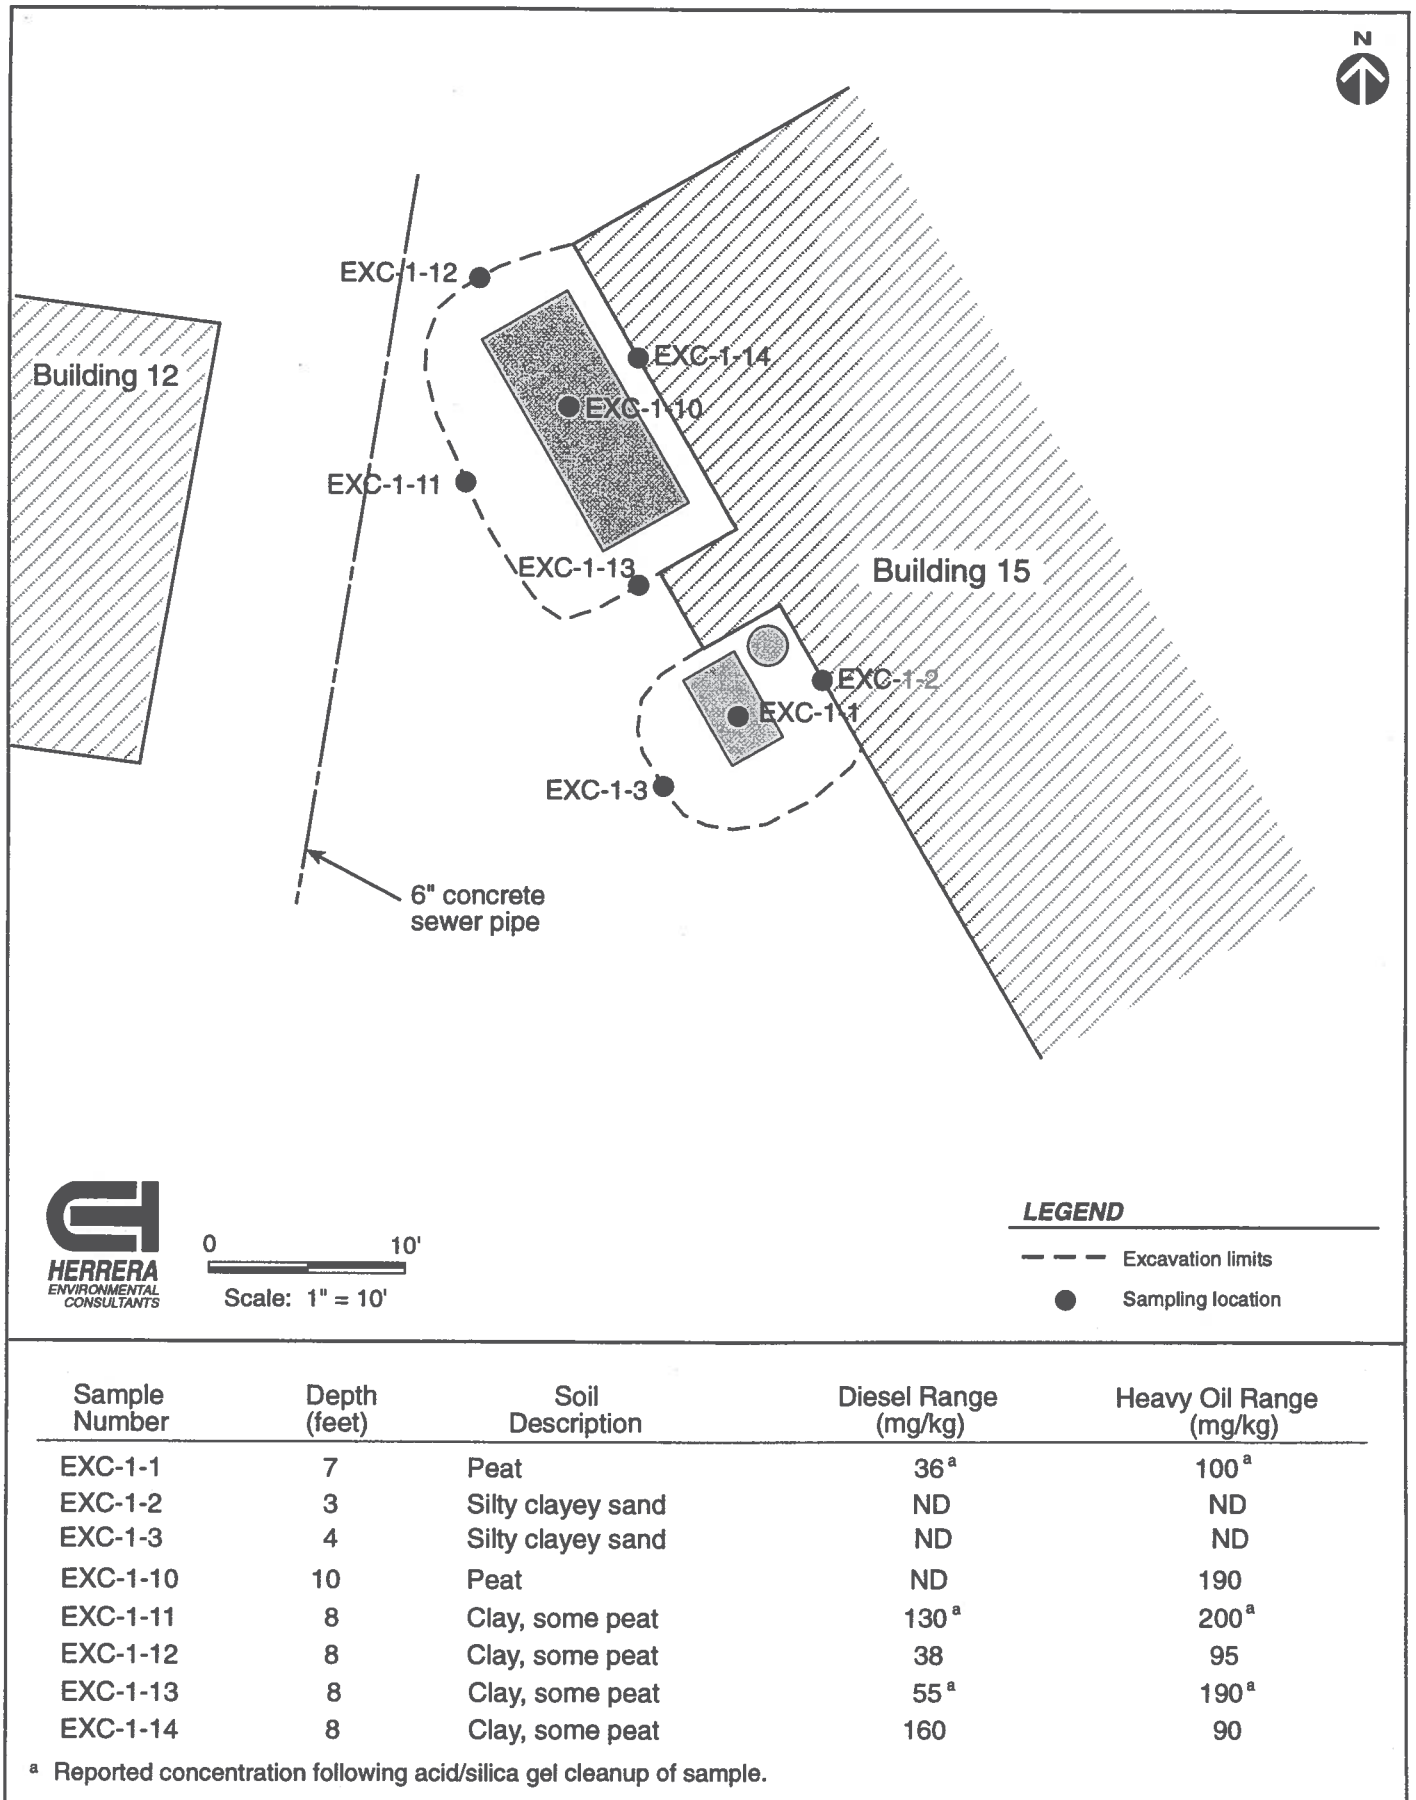 N
EXC-1-12
EXC-1-14
Building 12
EXC-1-10
EXC-1-11
EXC-1-13
Building 15
EXC-1-2
EXC-1-1
EXC-1-3
6" concrete
sewer pipe
HERRERA
ENVIRONMENTAL
CONSULTANTS
0 10'
Scale: 1" = 10'
LEGEND
Excavation limits
Sampling location
Sample Number Depth (feet) Soil Description Diesel Range (mg/kg) Heavy Oil Range (mg/kg)
EXC-1-1 7 Peat 36 a 100 a
EXC-1-2 3 Silty clayey sand ND ND
EXC-1-3 4 Silty clayey sand ND ND
EXC-1-10 10 Peat ND 190
EXC-1-11 8 Clay, some peat 130 a 200 a
EXC-1-12 8 Clay, some peat 38 95
EXC-1-13 8 Clay, some peat 55 a 190 a
EXC-1-14 8 Clay, some peat 160 90
a Reported concentration following acid/silica gel cleanup of sample.